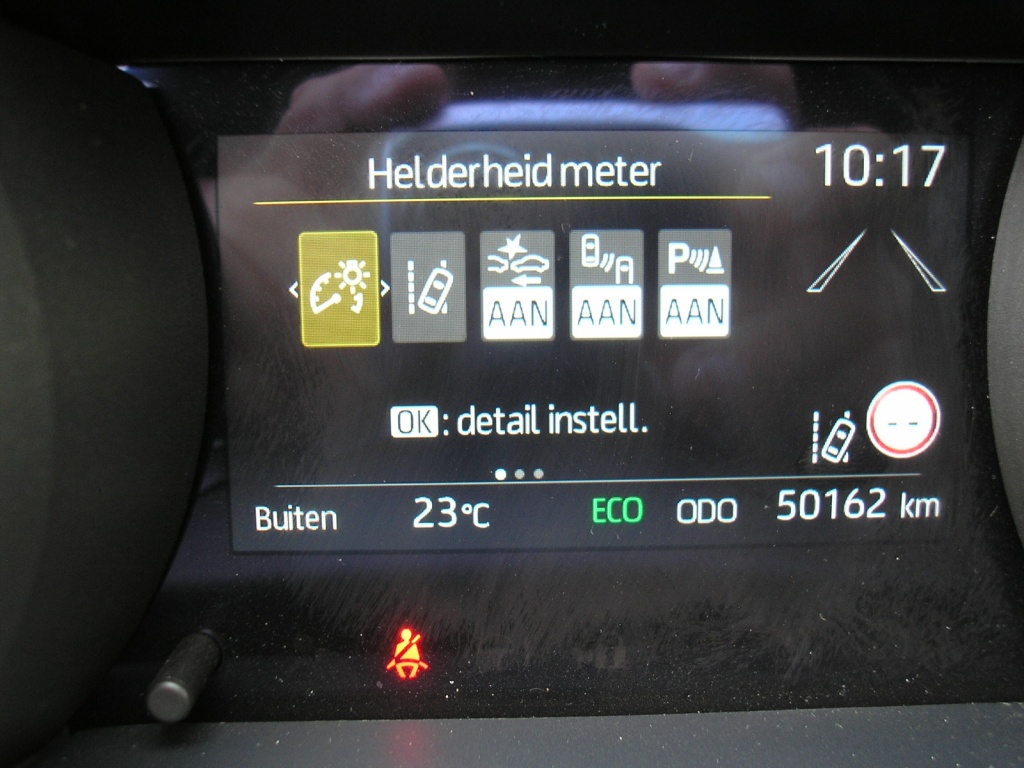 Helderheid meter
10:17
AAN AAN P AAN
OK : detail instell.
--
Buiten 23°C ECO ODO 50162 km